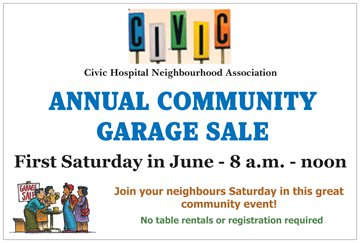 CIVIC
Civic Hospital Neighbourhood Association
ANNUAL COMMUNITY
GARAGE SALE
First Saturday in June - 8 a.m. - noon
GARAGE
SALE
Join your neighbours Saturday in this great
community event!
No table rentals or registration required